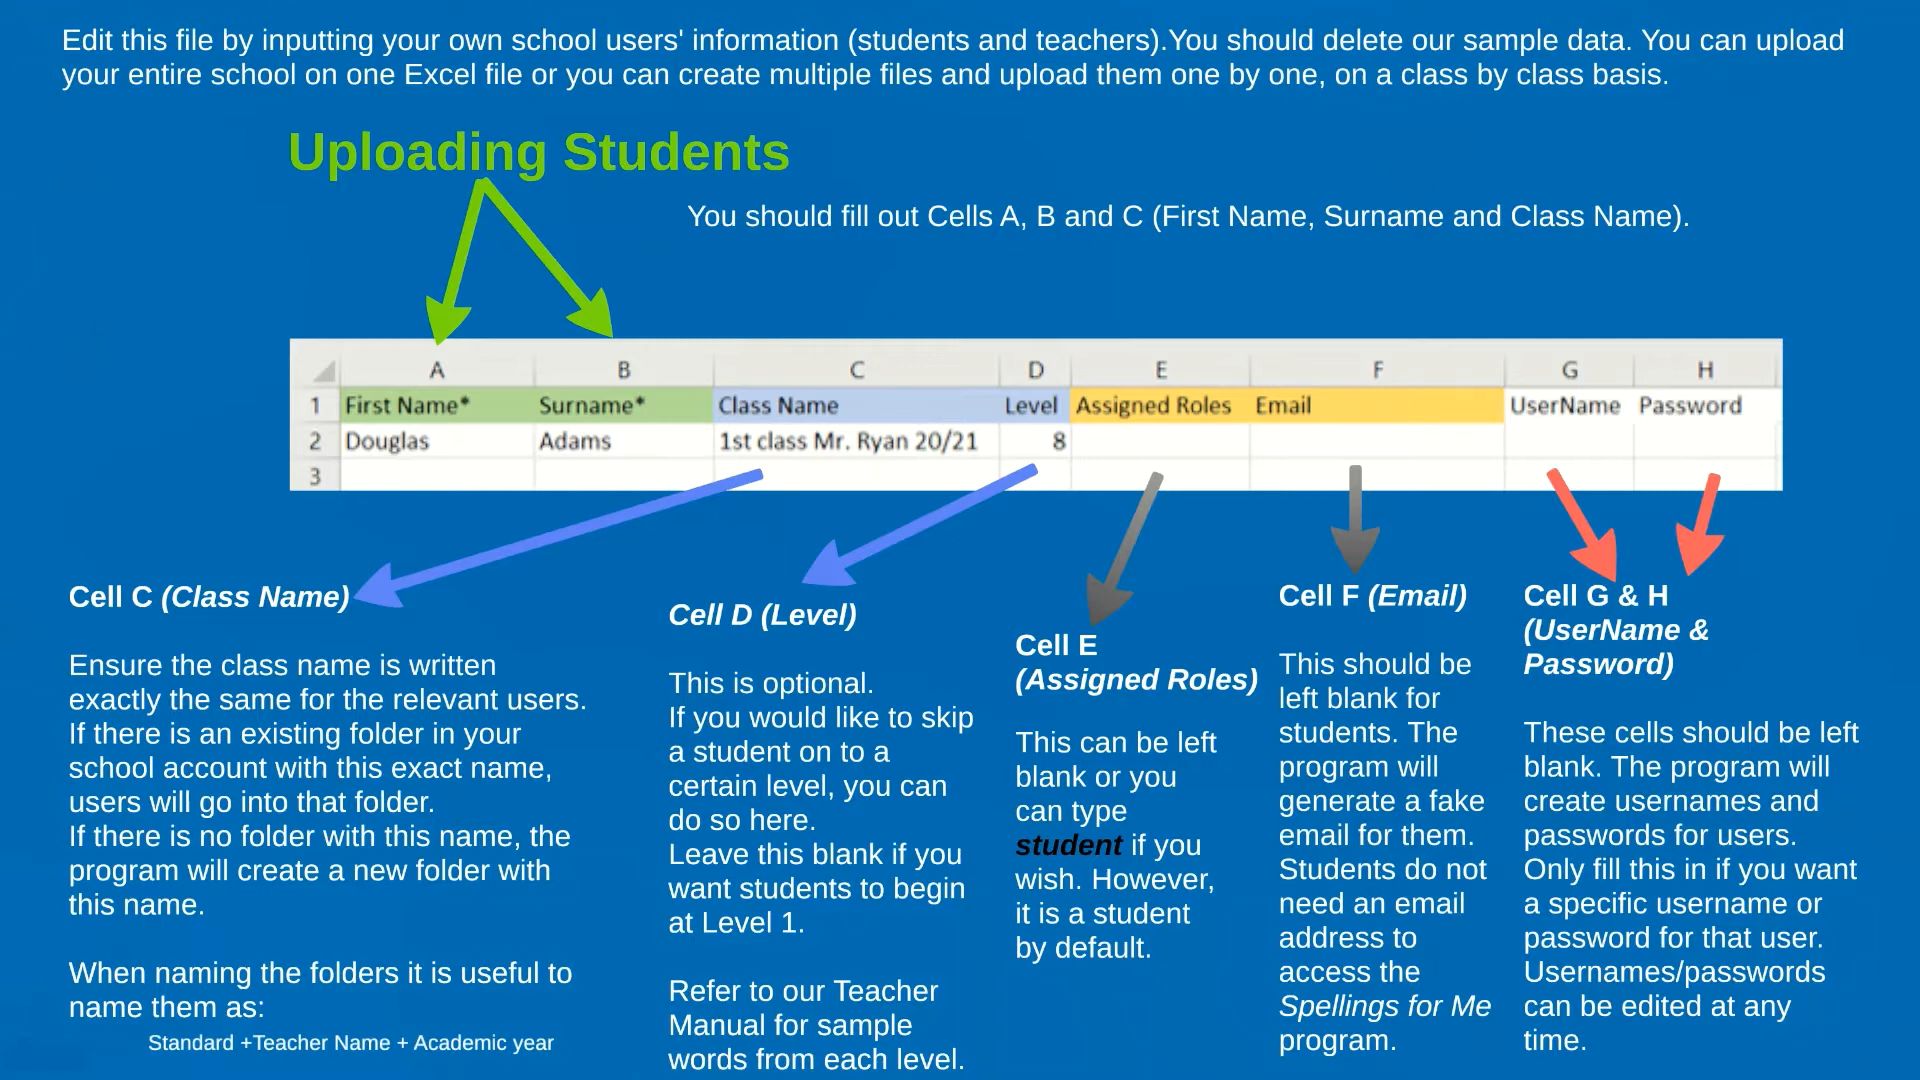 Edit this file by inputting your own school users' information (students and teachers).You should delete our sample data. You can upload
your entire school on one Excel file or you can create multiple files and upload them one by one, on a class by class basis.
Uploading Students
You should fill out Cells A, B and C (First Name, Surname and Class Name).
A B C D E F G H
1 First Name* Surname* Class Name Level Assigned Roles Email UserName Password
2 Douglas Adams 1st class Mr. Ryan 20/21 8
3
Cell C (Class Name)
Ensure the class name is written
exactly the same for the relevant users.
If there is an existing folder in your
school account with this exact name,
users will go into that folder.
If there is no folder with this name, the
program will create a new folder with
this name.
When naming the folders it is useful to
name them as:
Standard +Teacher Name + Academic year
Cell D (Level)
This is optional.
If you would like to skip
a student on to a
certain level, you can
do so here.
Leave this blank if you
want students to begin
at Level 1.
Refer to our Teacher
Manual for sample
words from each level.
Cell E
(Assigned Roles)
This can be left
blank or you
can type
student if you
wish. However,
it is a student
by default.
Cell F (Email)
This should be
left blank for
students. The
program will
generate a fake
email for them.
Students do not
need an email
address to
access the
Spellings for Me
program.
Cell G & H
(UserName &
Password)
These cells should be left
blank. The program will
create usernames and
passwords for users.
Only fill this in if you want
a specific username or
password for that user.
Usernames/passwords
can be edited at any
time.